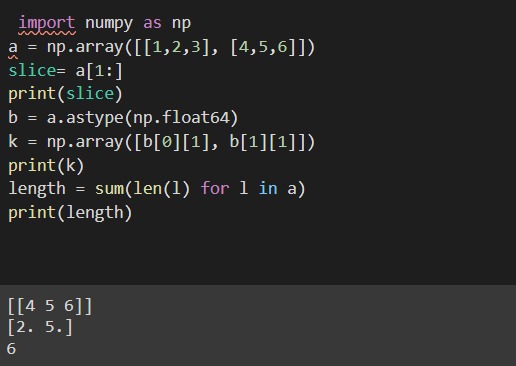 import numpy as np
a = np.array([[1,2,3], [4,5,6]])
slice= a[1:]
print(slice)
b = a.astype(np.float64)
k = np.array([b[0][1], b[1][1]])
print(k)
length = sum(len(l) for l in a)
print(length)
[[4 5 6]]
[2. 5.]
6